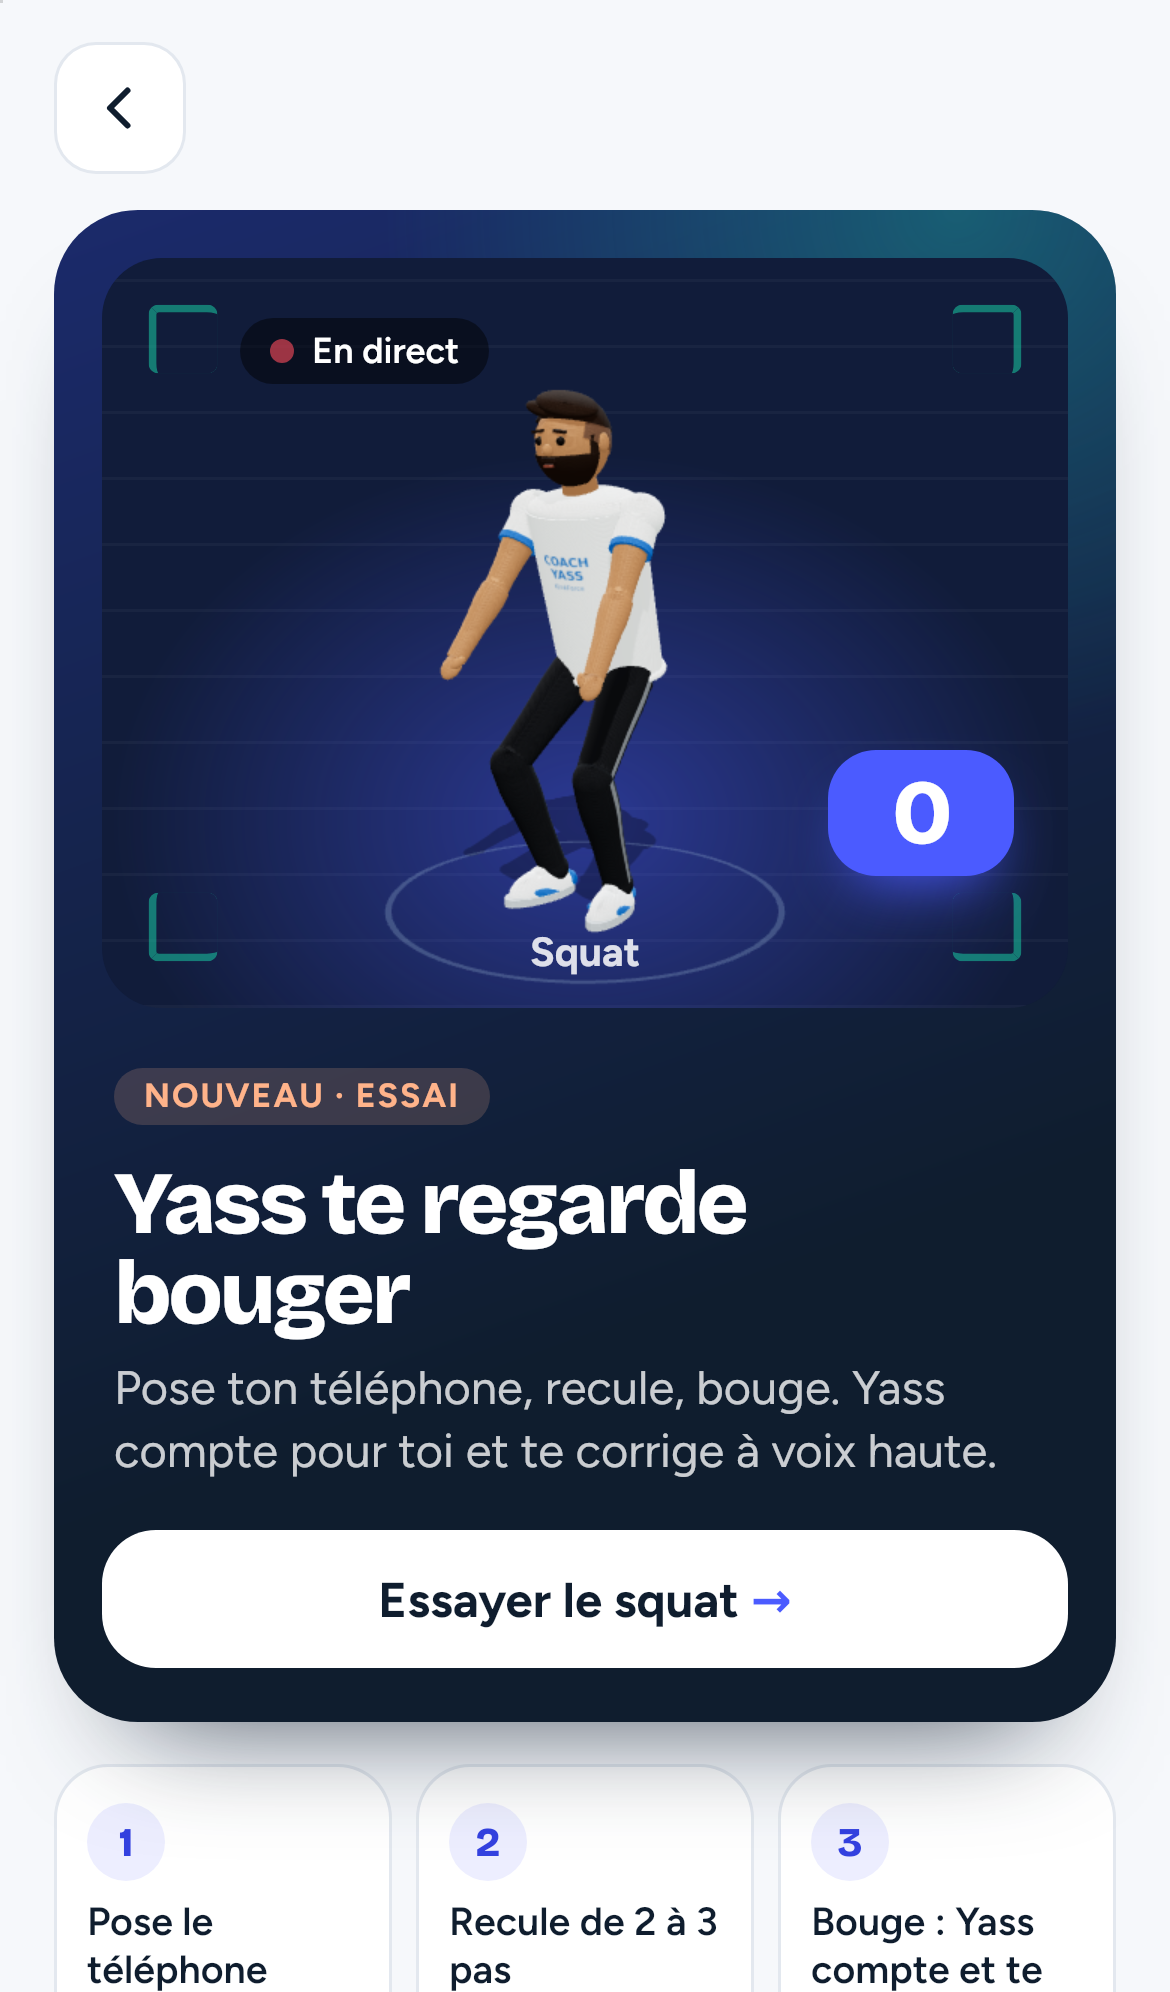 En direct
COACH
YASS
0
Squat
NOUVEAU · ESSAI
Yass te regarde
bouger
Pose ton téléphone, recule, bouge. Yass
compte pour toi et te corrige à voix haute.
Essayer le squat →
1
Pose le
téléphone
2
Recule de 2 à 3
pas
3
Bouge : Yass
compte et te